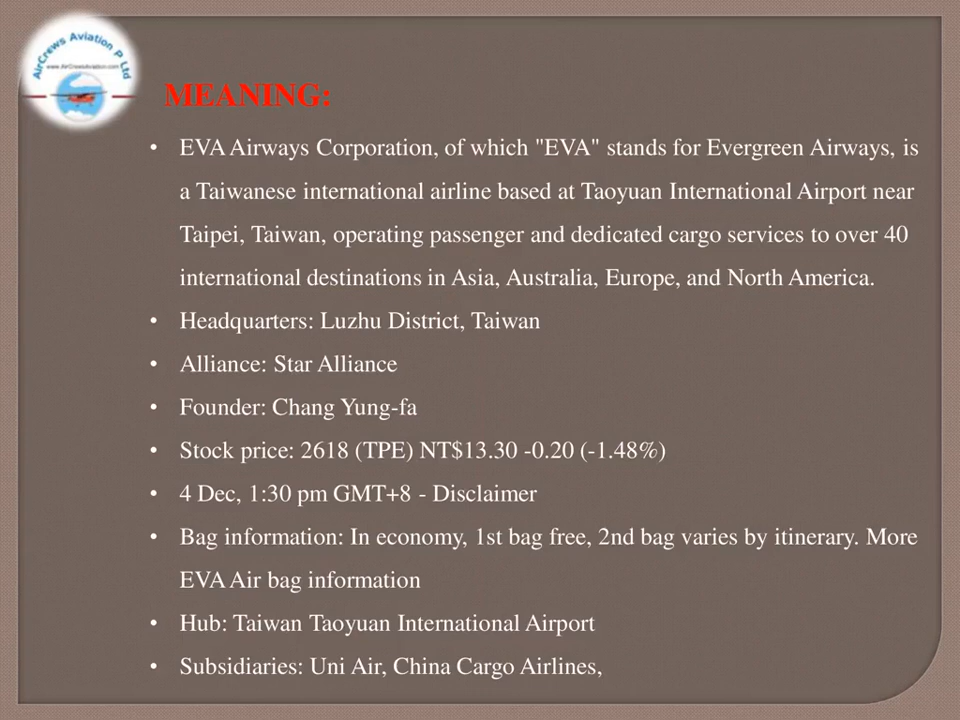 AirCrews Aviation P Ltd
www.AirCrewsAviation.com
MEANING:
• EVA Airways Corporation, of which "EVA" stands for Evergreen Airways, is
a Taiwanese international airline based at Taoyuan International Airport near
Taipei, Taiwan, operating passenger and dedicated cargo services to over 40
international destinations in Asia, Australia, Europe, and North America.
• Headquarters: Luzhu District, Taiwan
• Alliance: Star Alliance
• Founder: Chang Yung-fa
• Stock price: 2618 (TPE) NT$13.30 -0.20 (-1.48%)
• 4 Dec, 1:30 pm GMT+8 - Disclaimer
• Bag information: In economy, 1st bag free, 2nd bag varies by itinerary. More
EVA Air bag information
• Hub: Taiwan Taoyuan International Airport
• Subsidiaries: Uni Air, China Cargo Airlines,